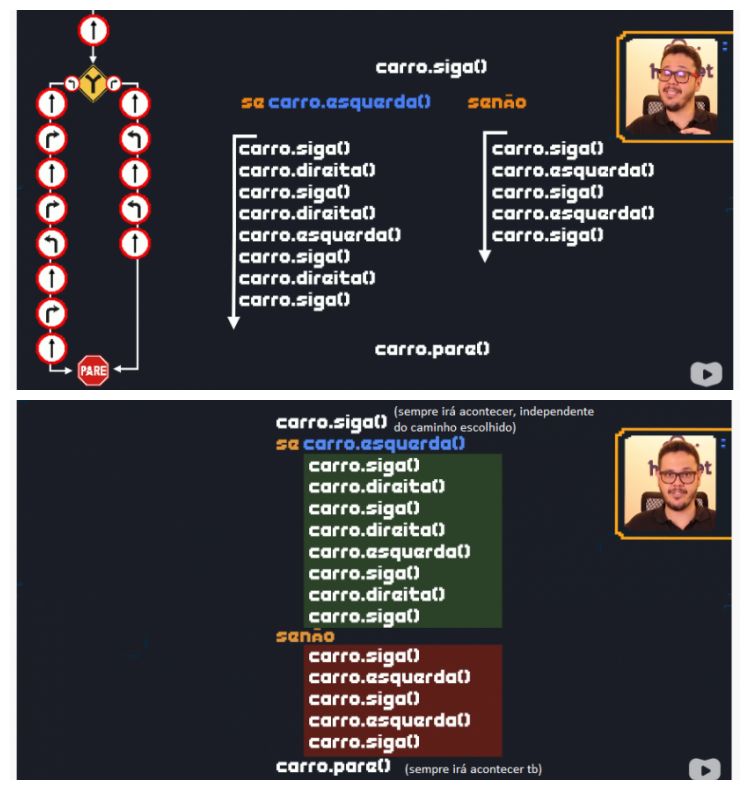 carro.siga()
se carro.esquerda() senão
carro.siga()
carro.direita()
carro.siga()
carro.direita()
carro.esquerda()
carro.siga()
carro.direita()
carro.siga()
carro.siga()
carro.esquerda()
carro.siga()
carro.esquerda()
carro.siga()
carro.pare()
PARE
carro.siga() (sempre irá acontecer, independente
do caminho escolhido)
se carro.esquerda()
carro.siga()
carro.direita()
carro.siga()
carro.direita()
carro.esquerda()
carro.siga()
carro.direita()
carro.siga()
senão
carro.siga()
carro.esquerda()
carro.siga()
carro.esquerda()
carro.siga()
carro.pare() (sempre irá acontecer tb)